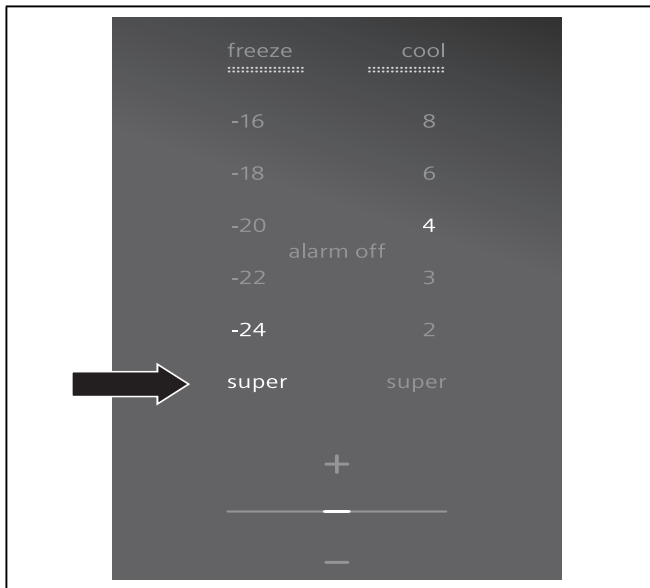 freeze cool
-16 8
-18 6
-20 4
alarm off
-22 3
-24 2
super super
+
−